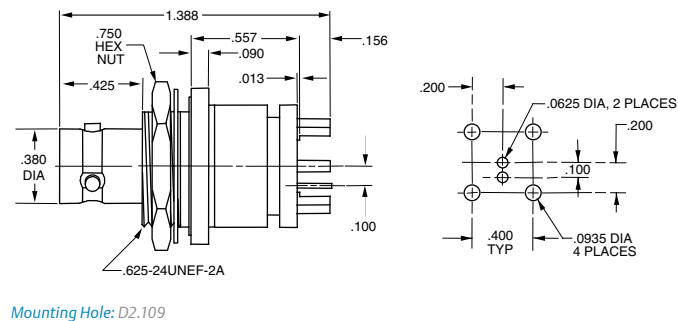 1.388
.750
HEX
NUT
.557
.156
.090
.013
.425
.380
DIA
.100
.625-24UNEF-2A
.200
.0625 DIA, 2 PLACES
.200
.100
.400
TYP
.0935 DIA
4 PLACES
Mounting Hole: D2.109